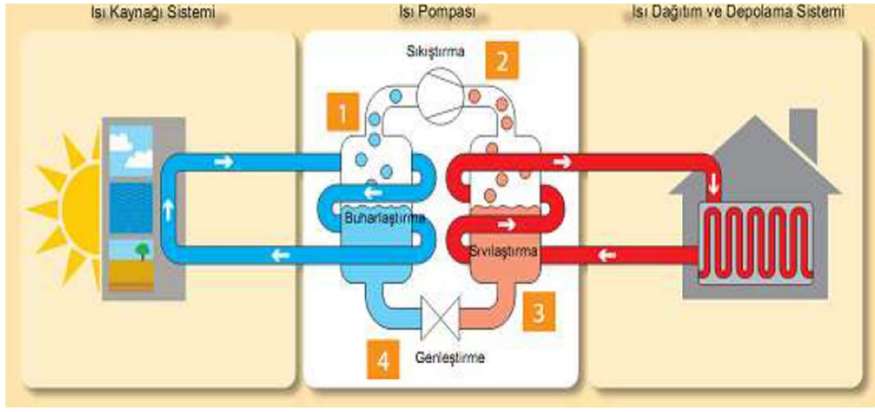 Isı Kaynağı Sistemi
Isı Pompası
Isı Dağıtım ve Depolama Sistemi
Sıkıştırma
2
1
Buharlaştırma
Sıvılaştırma
3
4
Genleştirme